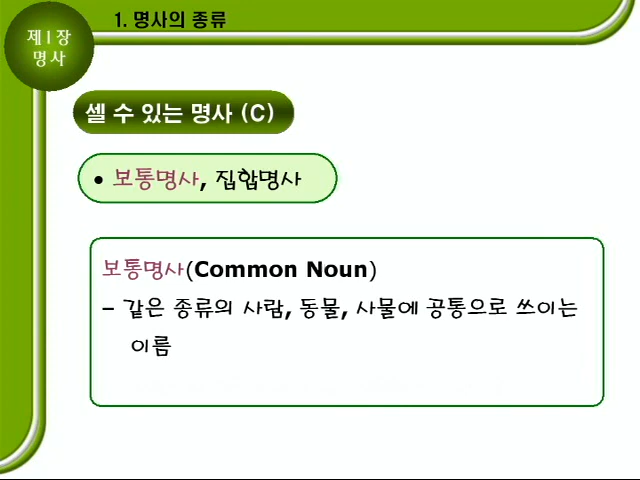 제1장
명사
1. 명사의 종류
셀 수 있는 명사 (C)
• 보통명사, 집합명사
보통명사(Common Noun)
– 같은 종류의 사람, 동물, 사물에 공통으로 쓰이는
이름